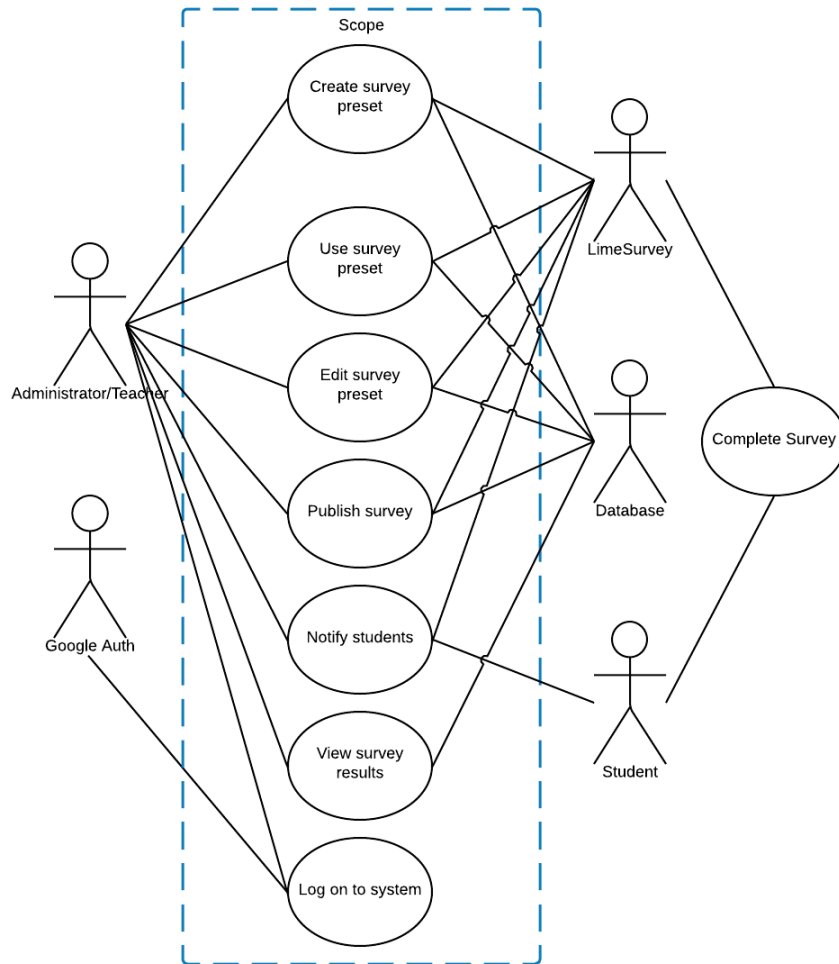 Scope
Create survey
preset
Use survey
preset
LimeSurvey
Edit survey
preset
Administrator/Teacher
Complete Survey
Publish survey
Database
Notify students
Google Auth
View survey
results
Student
Log on to system